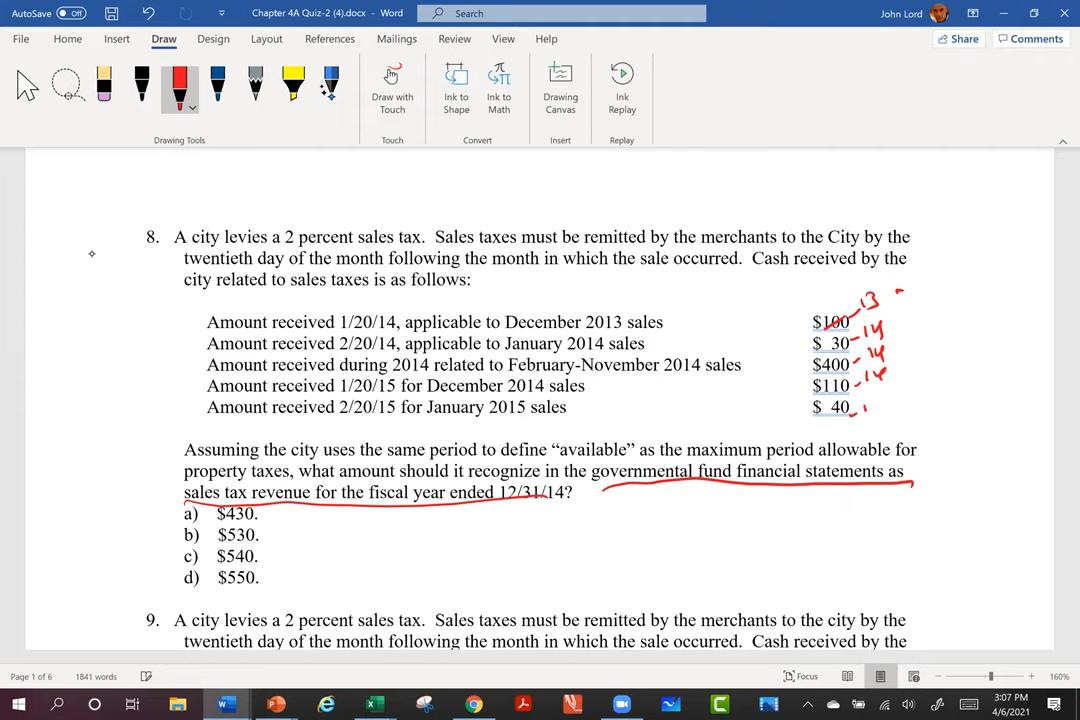 AutoSave Off
Chapter 4A Quiz-2 (4).docx - Word
Search
John Lord
File Home Insert Draw Design Layout References Mailings Review View Help
Share Comments
Draw with Touch
Ink to Shape
Ink to Math
Drawing Canvas
Ink Replay
Drawing Tools Touch Convert Insert Replay
8. A city levies a 2 percent sales tax. Sales taxes must be remitted by the merchants to the City by the
twentieth day of the month following the month in which the sale occurred. Cash received by the
city related to sales taxes is as follows:
13
Amount received 1/20/14, applicable to December 2013 sales $100
14
Amount received 2/20/14, applicable to January 2014 sales $ 30
14
Amount received during 2014 related to February-November 2014 sales $400
14
Amount received 1/20/15 for December 2014 sales $110
Amount received 2/20/15 for January 2015 sales $ 40
Assuming the city uses the same period to define “available” as the maximum period allowable for
property taxes, what amount should it recognize in the governmental fund financial statements as
sales tax revenue for the fiscal year ended 12/31/14?
a) $430.
b) $530.
c) $540.
d) $550.
9. A city levies a 2 percent sales tax. Sales taxes must be remitted by the merchants to the city by the
twentieth day of the month following the month in which the sale occurred. Cash received by the
Page 1 of 6 1841 words Focus 160%
3:07 PM
4/6/2021